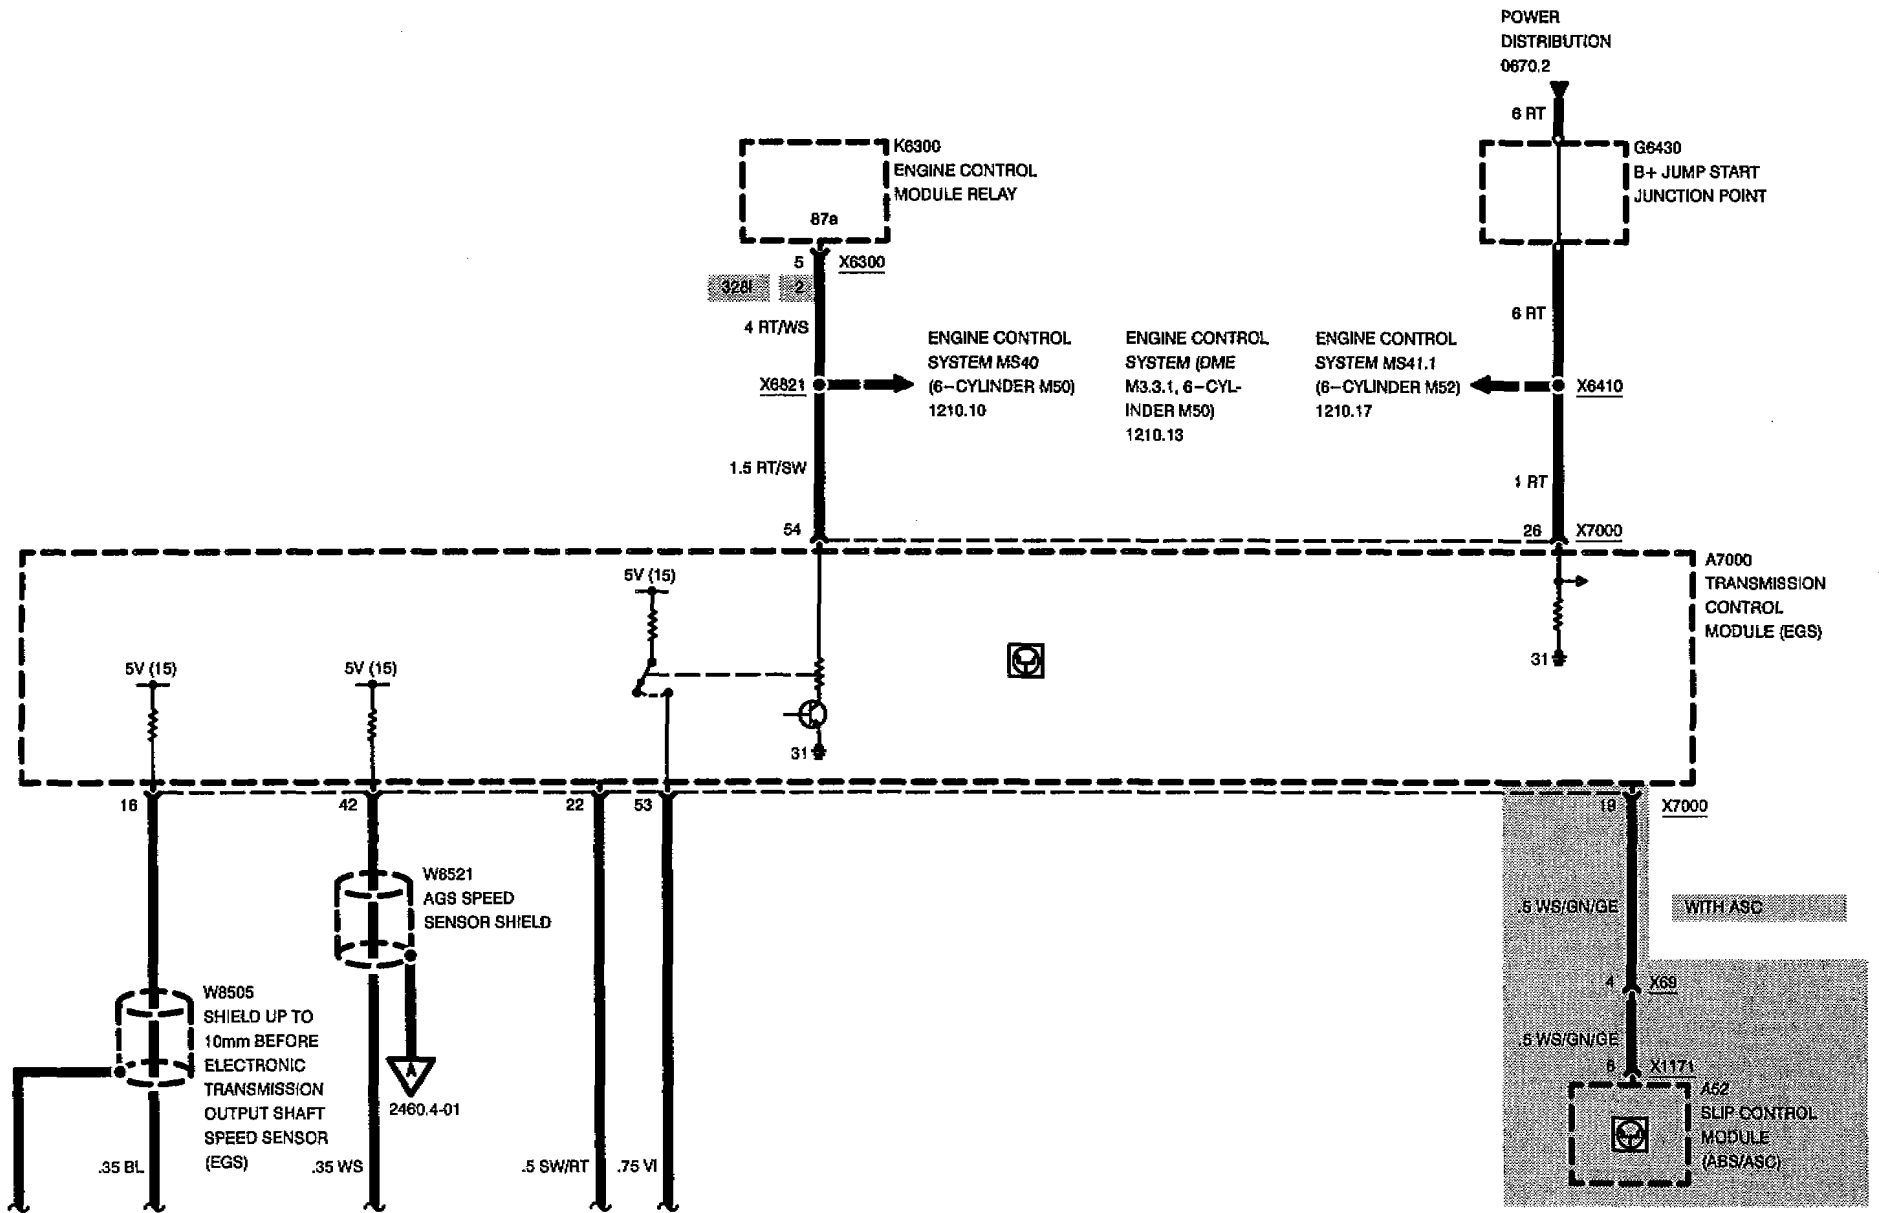 POWER
DISTRIBUTION
0670.2
6 RT
K6300
ENGINE CONTROL
MODULE RELAY
87a
G6430
B+ JUMP START
JUNCTION POINT
5
X6300
328I
2
4 RT/WS
6 RT
X6821
ENGINE CONTROL
SYSTEM MS40
(6-CYLINDER M50)
1210.10
ENGINE CONTROL
SYSTEM (DME
M3.3.1, 6-CYL-
INDER M50)
1210.13
ENGINE CONTROL
SYSTEM MS41.1
(6-CYLINDER M52)
1210.17
X6410
1.5 RT/SW
1 RT
54
26
X7000
A7000
TRANSMISSION
CONTROL
MODULE (EGS)
5V (15)
5V (15)
5V (15)
31
31
16
42
22
53
19
X7000
W8521
AGS SPEED
SENSOR SHIELD
.5 WS/GN/GE
WITH ASC
W8505
SHIELD UP TO
10mm BEFORE
ELECTRONIC
TRANSMISSION
OUTPUT SHAFT
SPEED SENSOR
(EGS)
4
X69
.5 WS/GN/GE
A
2460.4-01
6
X1171
A52
SLIP CONTROL
MODULE
(ABS/ASC)
.35 BL
.35 WS
.5 SW/RT
.75 VI